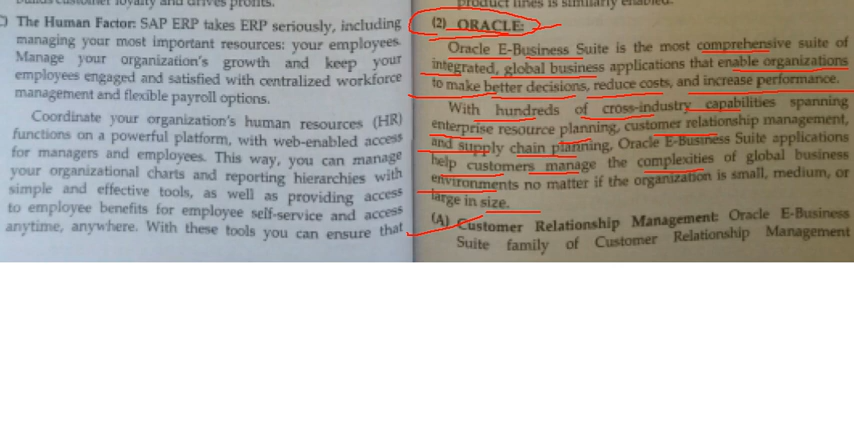 loyalty and drives profits.
The Human Factor: SAP ERP takes ERP seriously, including
managing your most important resources: your employees.
Manage your organization's growth and keep your
employees engaged and satisfied with centralized workforce
management and flexible payroll options.
Coordinate your organization's human resources (HR)
functions on a powerful platform, with web-enabled access
for managers and employees. This way, you can manage
your organizational charts and reporting hierarchies with
simple and effective tools, as well as providing access
to employee benefits for employee self-service and access
anytime, anywhere. With these tools you can ensure that
product lines is similarly enabled.
(2) ORACLE:
Oracle E-Business Suite is the most comprehensive suite of
integrated, global business applications that enable organizations
to make better decisions, reduce costs, and increase performance.
With hundreds of cross-industry capabilities spanning
enterprise resource planning, customer relationship management,
and supply chain planning, Oracle E-Business Suite applications
help customers manage the complexities of global business
environments no matter if the organization is small, medium, or
large in size.
(A) Customer Relationship Management: Oracle E-Business
Suite family of Customer Relationship Management